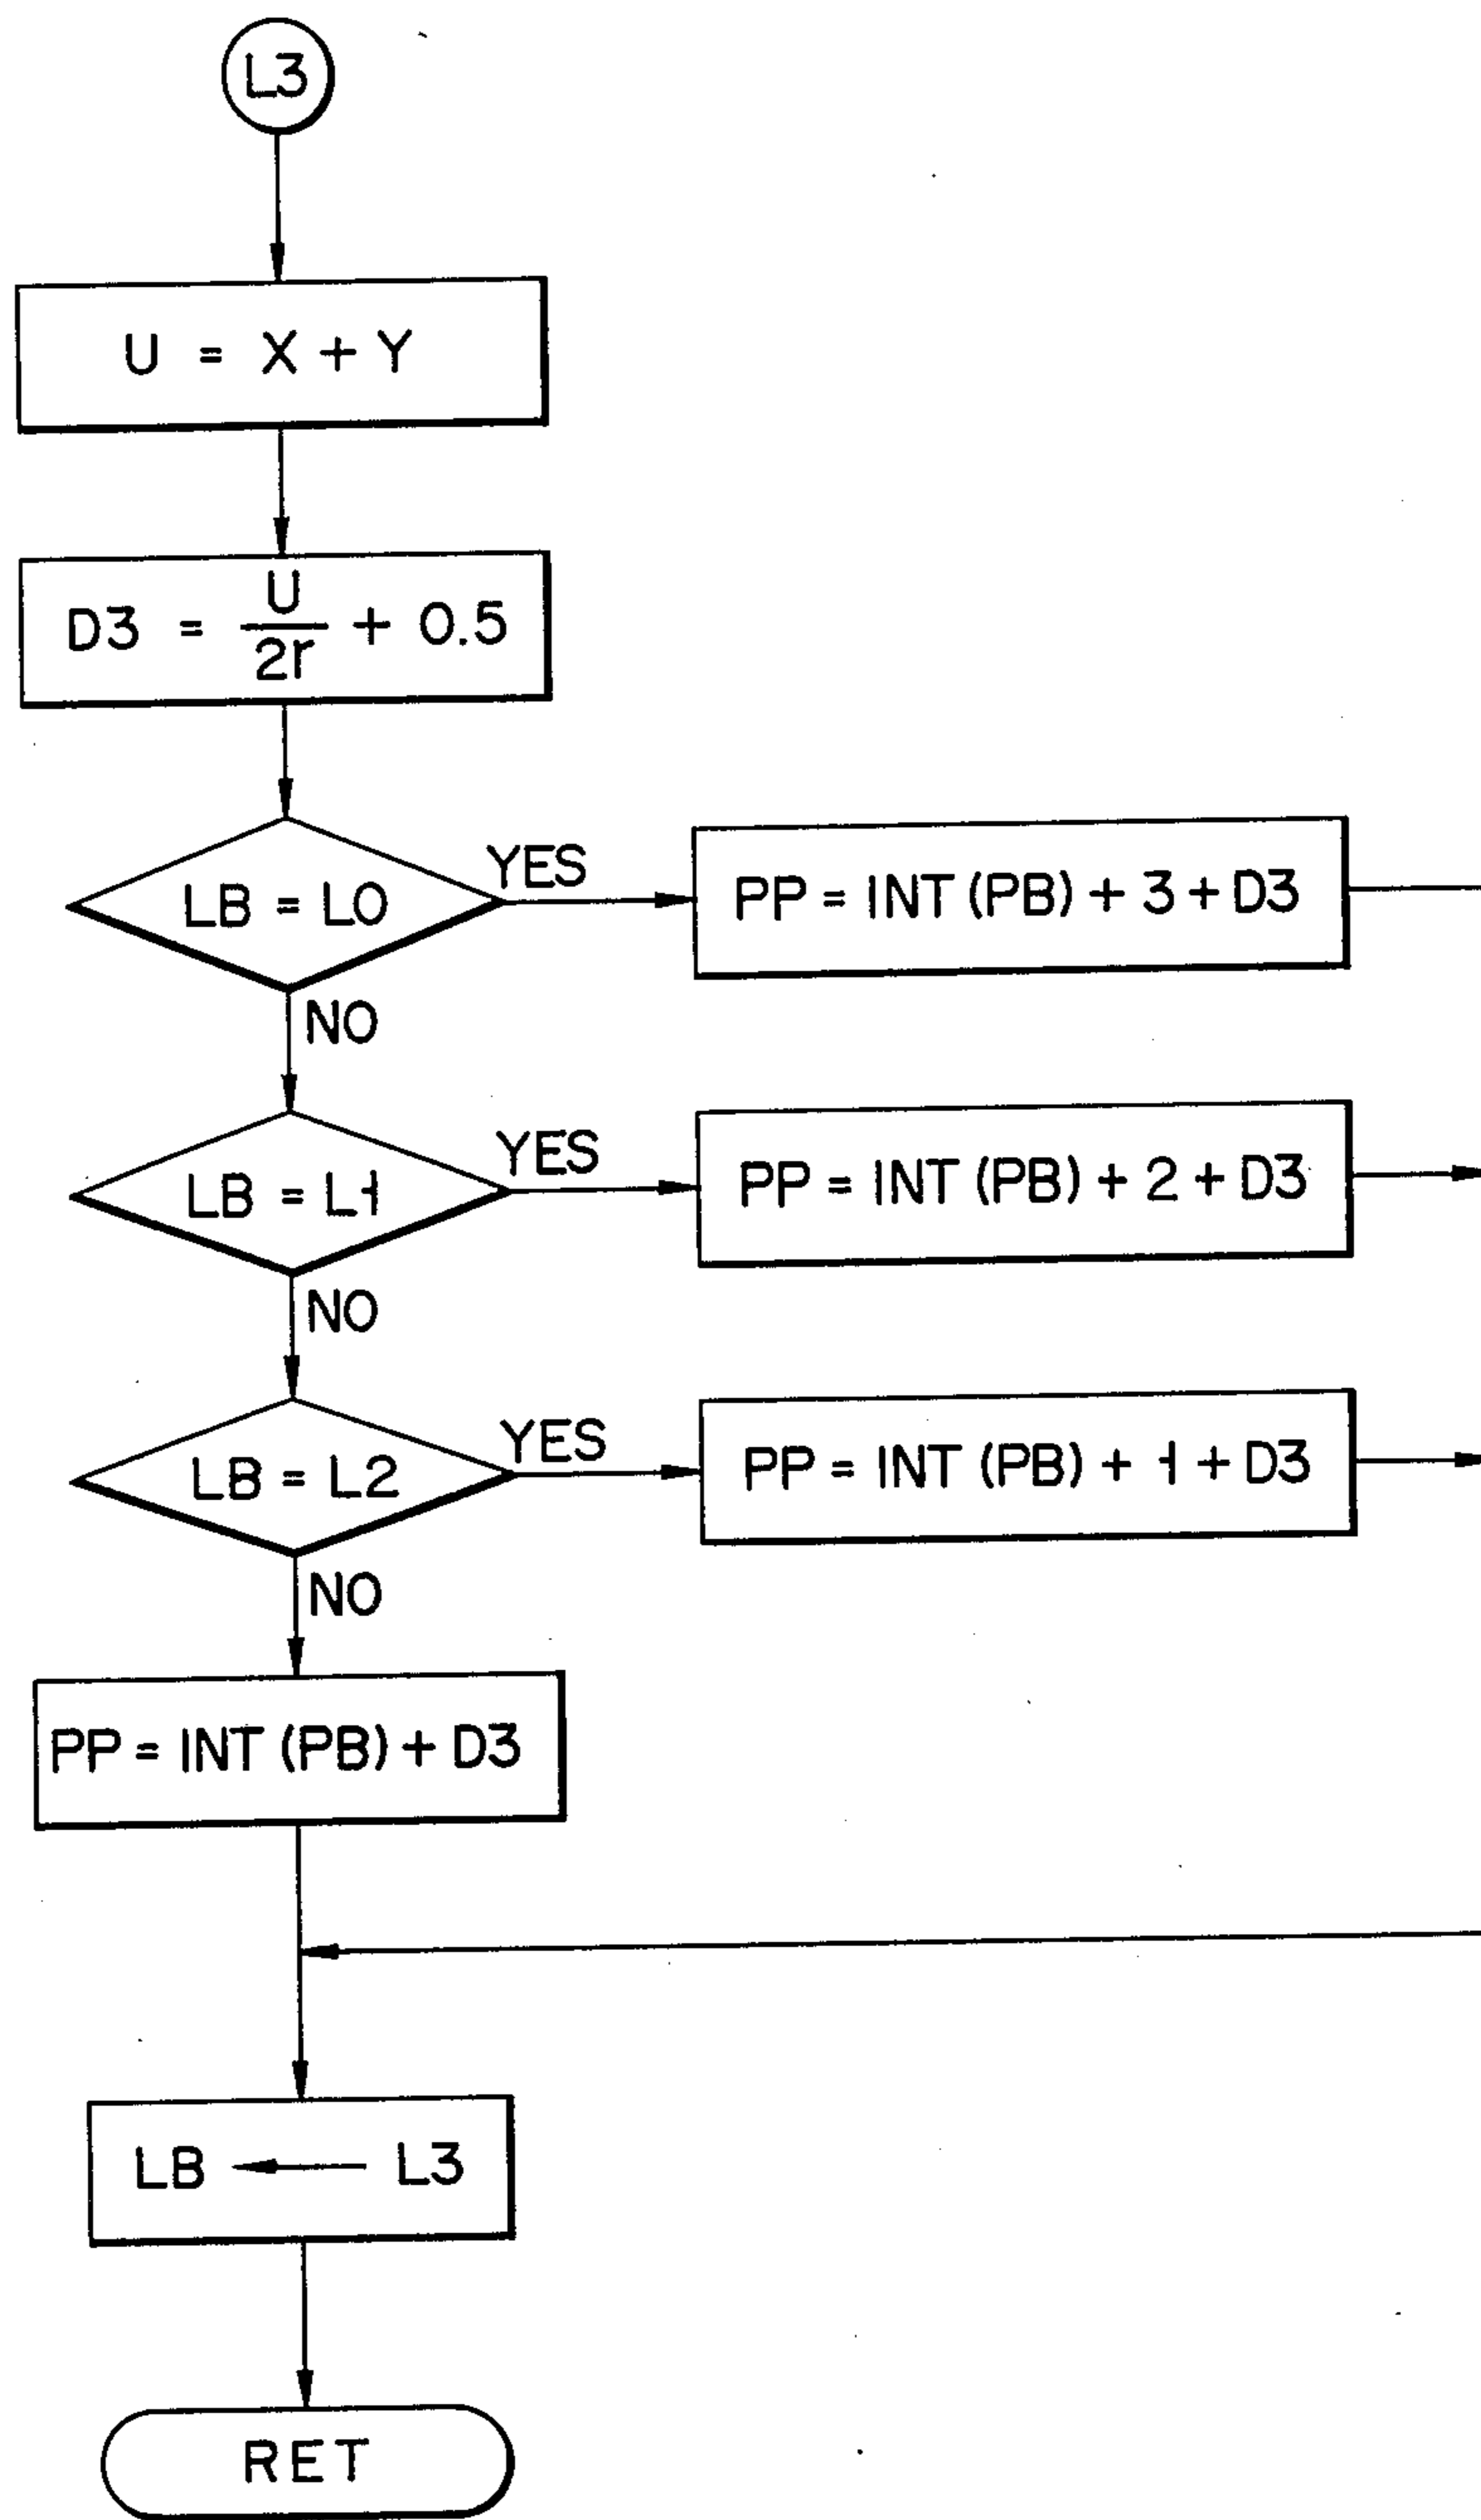 L3
U = X + Y
D3 = U/2r + 0.5
LB = L0
YES
PP = INT (PB) + 3 + D3
NO
LB = L1
YES
PP = INT (PB) + 2 + D3
NO
LB = L2
YES
PP = INT (PB) + 1 + D3
NO
PP = INT (PB) + D3
LB ← L3
RET